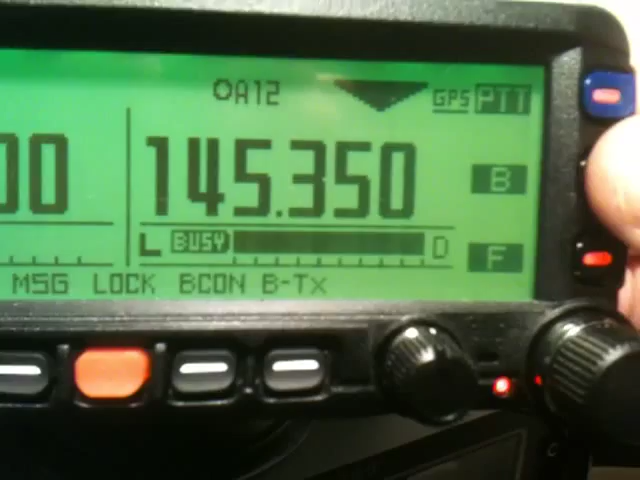 OA12 GPS PTT
00 145.350
B
L BUSY D
F
MSG LOCK BCON B-Tx